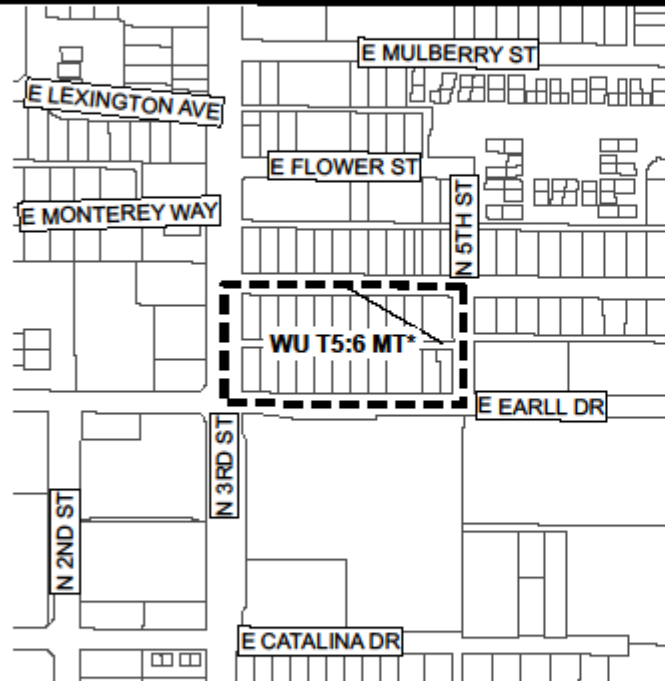 E MULBERRY ST
E LEXINGTON AVE
E FLOWER ST
E MONTEREY WAY
N 5TH ST
WU T5:6 MT*
E EARLL DR
N 3RD ST
N 2ND ST
E CATALINA DR